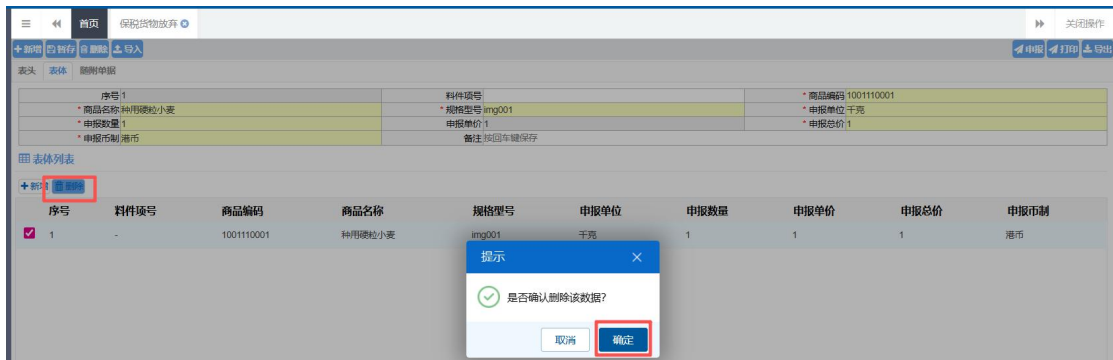 首页 保税货物放弃 关闭操作
新增 暂存 删除 导入 申报 打印 导出
表头 表体 随附单据
序号 1 料件项号 * 商品编码 1001110001
* 商品名称 种用硬粒小麦 * 规格型号 img001 * 申报单位 千克
* 申报数量 1 申报单价 1 * 申报总价 1
* 申报币制 港币 备注 按回车键保存
表体列表
新增 删除
序号 料件项号 商品编码 商品名称 规格型号 申报单位 申报数量 申报单价 申报总价 申报币制
1 - 1001110001 种用硬粒小麦 img001 千克 1 1 1 港币
提示
是否确认删除该数据?
取消 确定